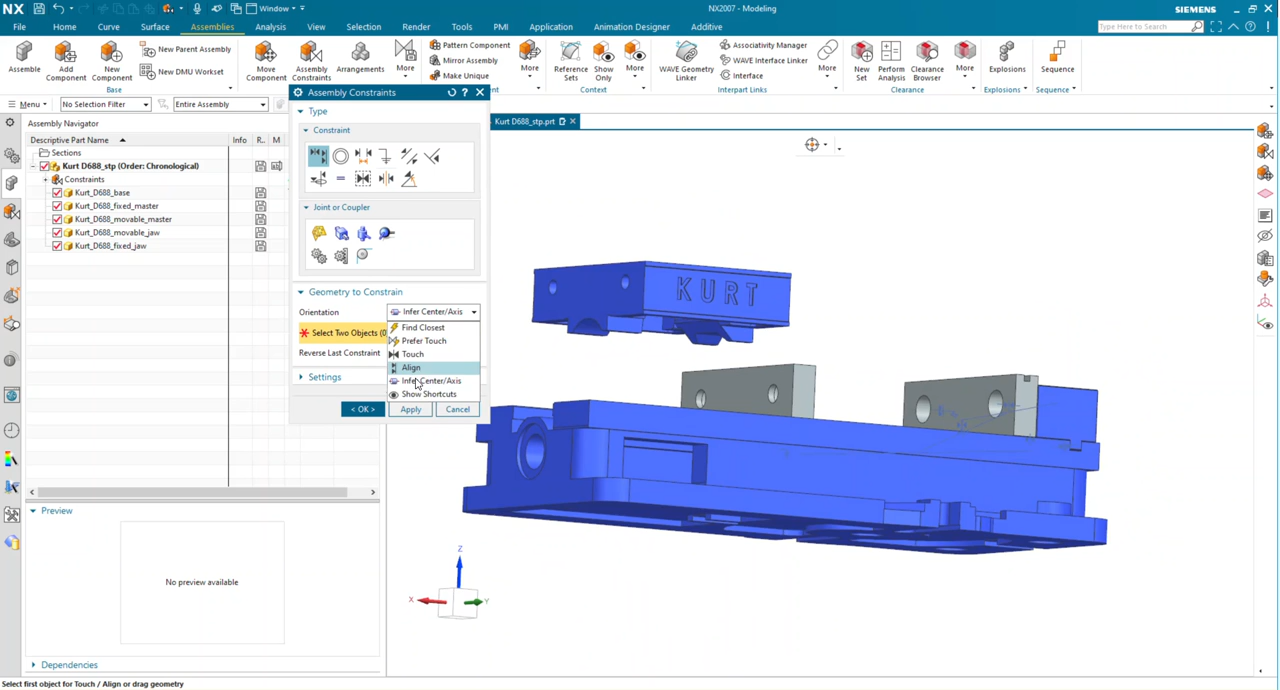 NX
Window
NX2007 - Modeling
SIEMENS
File Home Curve Surface Assemblies Analysis View Selection Render Tools PMI Application Animation Designer Additive
Type Here to Search
Assemble
Add Component
New Component
New Parent Assembly
New DMU Workset
Base
Move Component
Assembly Constraints
Arrangements
More
Pattern Component
Mirror Assembly
Make Unique
More
Reference Sets
Show Only
More
Context
WAVE Geometry Linker
Associativity Manager
WAVE Interface Linker
Interface
More
Interpart Links
New Set
Perform Analysis
Clearance Browser
More
Clearance
Explosions
Explosions
Sequence
Sequence
Menu
No Selection Filter
Entire Assembly
Assembly Navigator
Descriptive Part Name Info R.. M
Sections
Kurt D688_stp (Order: Chronological)
Constraints
Kurt_D688_base
Kurt_D688_fixed_master
Kurt_D688_movable_master
Kurt_D688_movable_jaw
Kurt_D688_fixed_jaw
Preview
No preview available
Dependencies
Assembly Constraints
Type
Constraint
Joint or Coupler
Geometry to Constrain
Orientation Infer Center/Axis
Select Two Objects (0
Reverse Last Constraint
Settings
Find Closest
Prefer Touch
Touch
Align
Infer Center/Axis
Show Shortcuts
< OK > Apply Cancel
Kurt D688_stp.prt
KURT
Z
X
Y
Select first object for Touch / Align or drag geometry